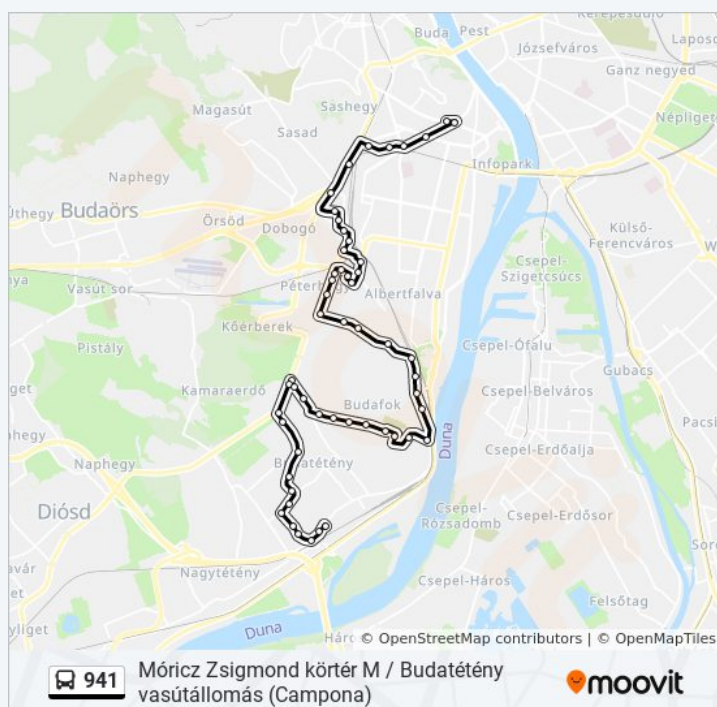 Buda
Pest
Józsefváros
Laposd
Ganz negyed
Sashegy
Magasút
Sasad
Népliget
Infopark
Naphegy
Budaörs
Úthegy
Őrsöd
Dobogó
Külső-
Ferencváros
Csepel-
Szigetcsúcs
Vasút sor
Péterhegy
Albertfalva
Kőérberek
Csepel-Ófalu
Pistály
Gubacs
Kamaraerdő
Csepel-Belváros
Budafok
Duna
Naphegy
Csepel-Erdőalja
Budatétény
Diósd
Csepel-
Rózsadomb
Csepel-Erdősor
Nagytétény
Csepel-Háros
Felsőtag
Duna
© OpenStreetMap contributors | © OpenMapTiles
941
Móricz Zsigmond körtér M / Budatétény
vasútállomás (Campona)
moovit